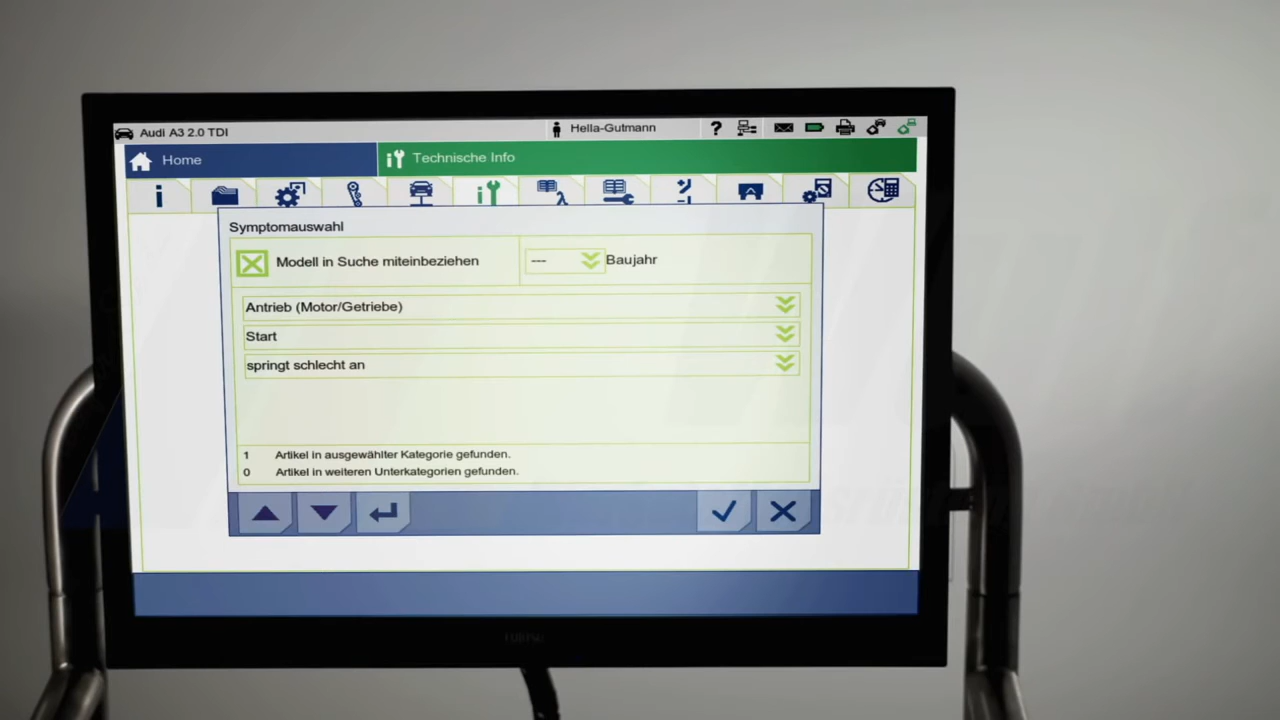 Audi A3 2.0 TDI
Hella-Gutmann
Home
Technische Info
Symptomauswahl
Modell in Suche miteinbeziehen
--- Baujahr
Antrieb (Motor/Getriebe)
Start
springt schlecht an
1 Artikel in ausgewählter Kategorie gefunden.
0 Artikel in weiteren Unterkategorien gefunden.